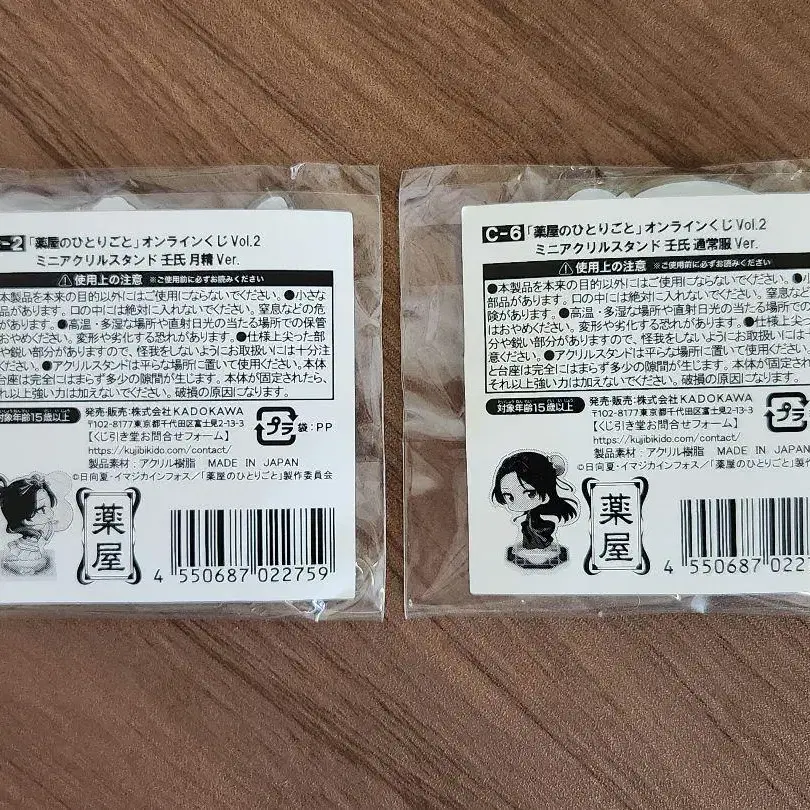 -2 「薬屋のひとりごと」オンラインくじ Vol.2
ミニアクリルスタンド 壬氏 月精 Ver.
使用上の注意 ※ご使用前に必ずお読みください
本製品を本来の目的以外にはご使用にならないでください。●小さな
部品があります。口の中には絶対に入れないでください。窒息などの危
があります。●高温・多湿な場所や直射日光の当たる場所での保管
はおやめください。変形や劣化する恐れがあります。●仕様上尖った部
や鋭い部分がありますので、怪我をしないようにお取扱いには十分注
ください。●アクリルスタンドは平らな場所に置いて使用ください。本体
台座は完全にはまらず多少の隙間が生じます。本体が固定されたら、
それ以上強い力は加えないでください。破損の原因になります。
対象年齢15歳以上
発売・販売：株式会社KADOKAWA
〒102-8177 東京都千代田区富士見2-13-3
【くじ引き堂お問合せフォーム】
https://kujibikido.com/contact/
製品素材：アクリル樹脂 MADE IN JAPAN
©日向夏・イマジカインフォス/「薬屋のひとりごと」製作委員会
プラ
袋：PP
薬屋
4 550687 022759
C-6 「薬屋のひとりごと」オンラインくじ Vol.2
ミニアクリルスタンド 壬氏 通常服 Ver.
使用上の注意 ※ご使用前に必ずお読みください
●本製品を本来の目的以外にはご使用にならないでください。●小
部品があります。口の中には絶対に入れないでください。窒息など
険があります。●高温・多湿な場所や直射日光の当たる場所での保
はおやめください。変形や劣化する恐れがあります。●仕様上尖った
分や鋭い部分がありますので、怪我をしないようにお取扱いには十分
意ください。●アクリルスタンドは平らな場所に置いて使用ください。
と台座は完全にはまらず多少の隙間が生じます。本体が固定された
それ以上強い力は加えないでください。破損の原因になります。
対象年齢15歳以上
発売・販売：株式会社KADOKAWA
〒102-8177 東京都千代田区富士見2-13-3
【くじ引き堂お問合せフォーム】
https://kujibikido.com/contact/
製品素材：アクリル樹脂 MADE IN JAPAN
©日向夏・イマジカインフォス/「薬屋のひとりごと」製作委員
プラ
薬屋
4 550687 0227